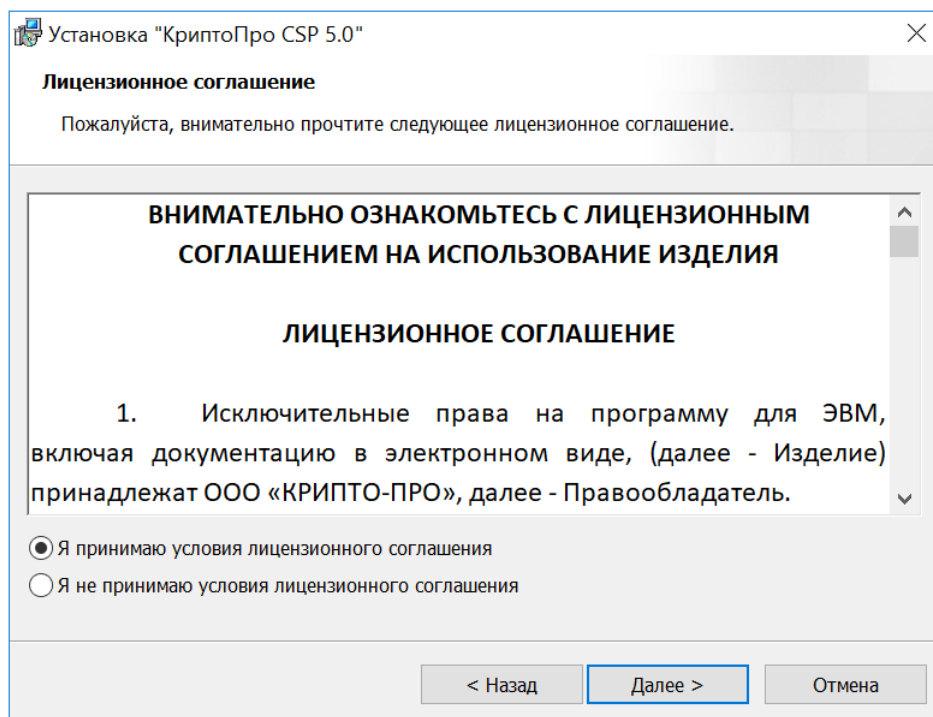 Установка "КриптоПро CSP 5.0"
Лицензионное соглашение
Пожалуйста, внимательно прочтите следующее лицензионное соглашение.
ВНИМАТЕЛЬНО ОЗНАКОМЬТЕСЬ С ЛИЦЕНЗИОННЫМ
СОГЛАШЕНИЕМ НА ИСПОЛЬЗОВАНИЕ ИЗДЕЛИЯ
ЛИЦЕНЗИОННОЕ СОГЛАШЕНИЕ
1. Исключительные права на программу для ЭВМ,
включая документацию в электронном виде, (далее - Изделие)
принадлежат ООО «КРИПТО-ПРО», далее - Правообладатель.
Я принимаю условия лицензионного соглашения
Я не принимаю условия лицензионного соглашения
< Назад Далее > Отмена